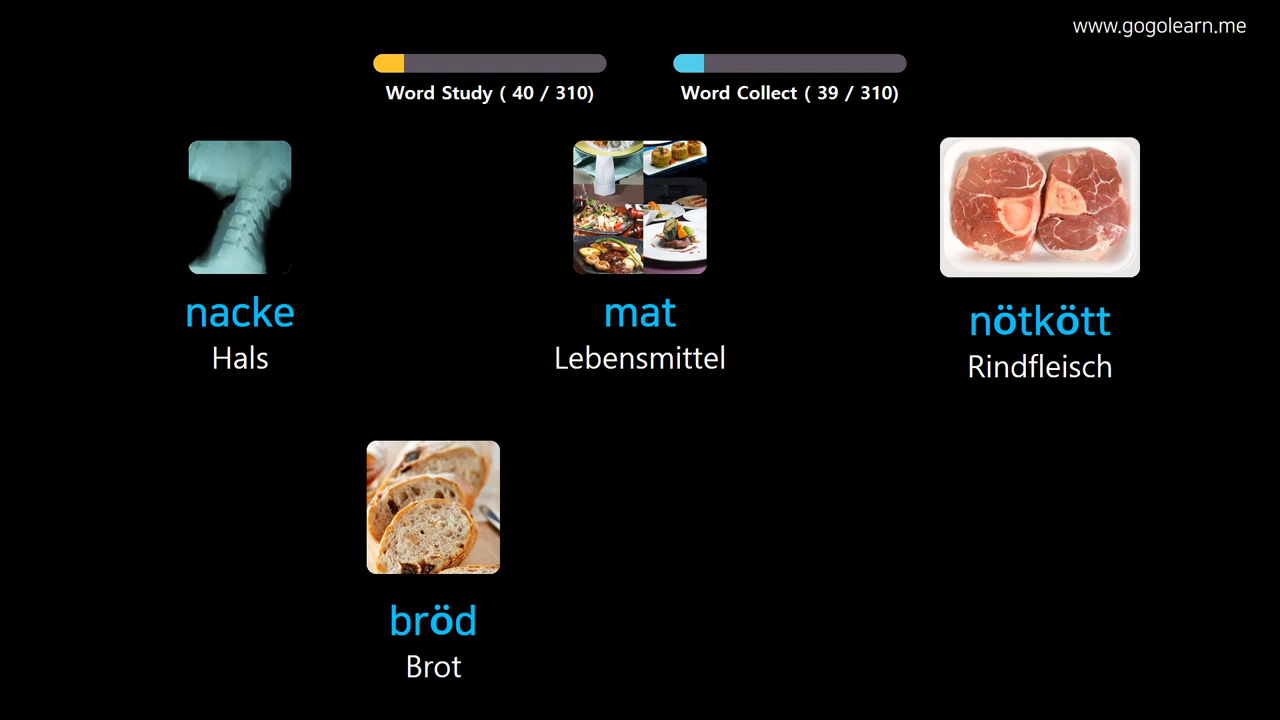 www.gogolearn.me
Word Study ( 40 / 310)
Word Collect ( 39 / 310)
nacke
Hals
mat
Lebensmittel
nötkött
Rindfleisch
bröd
Brot